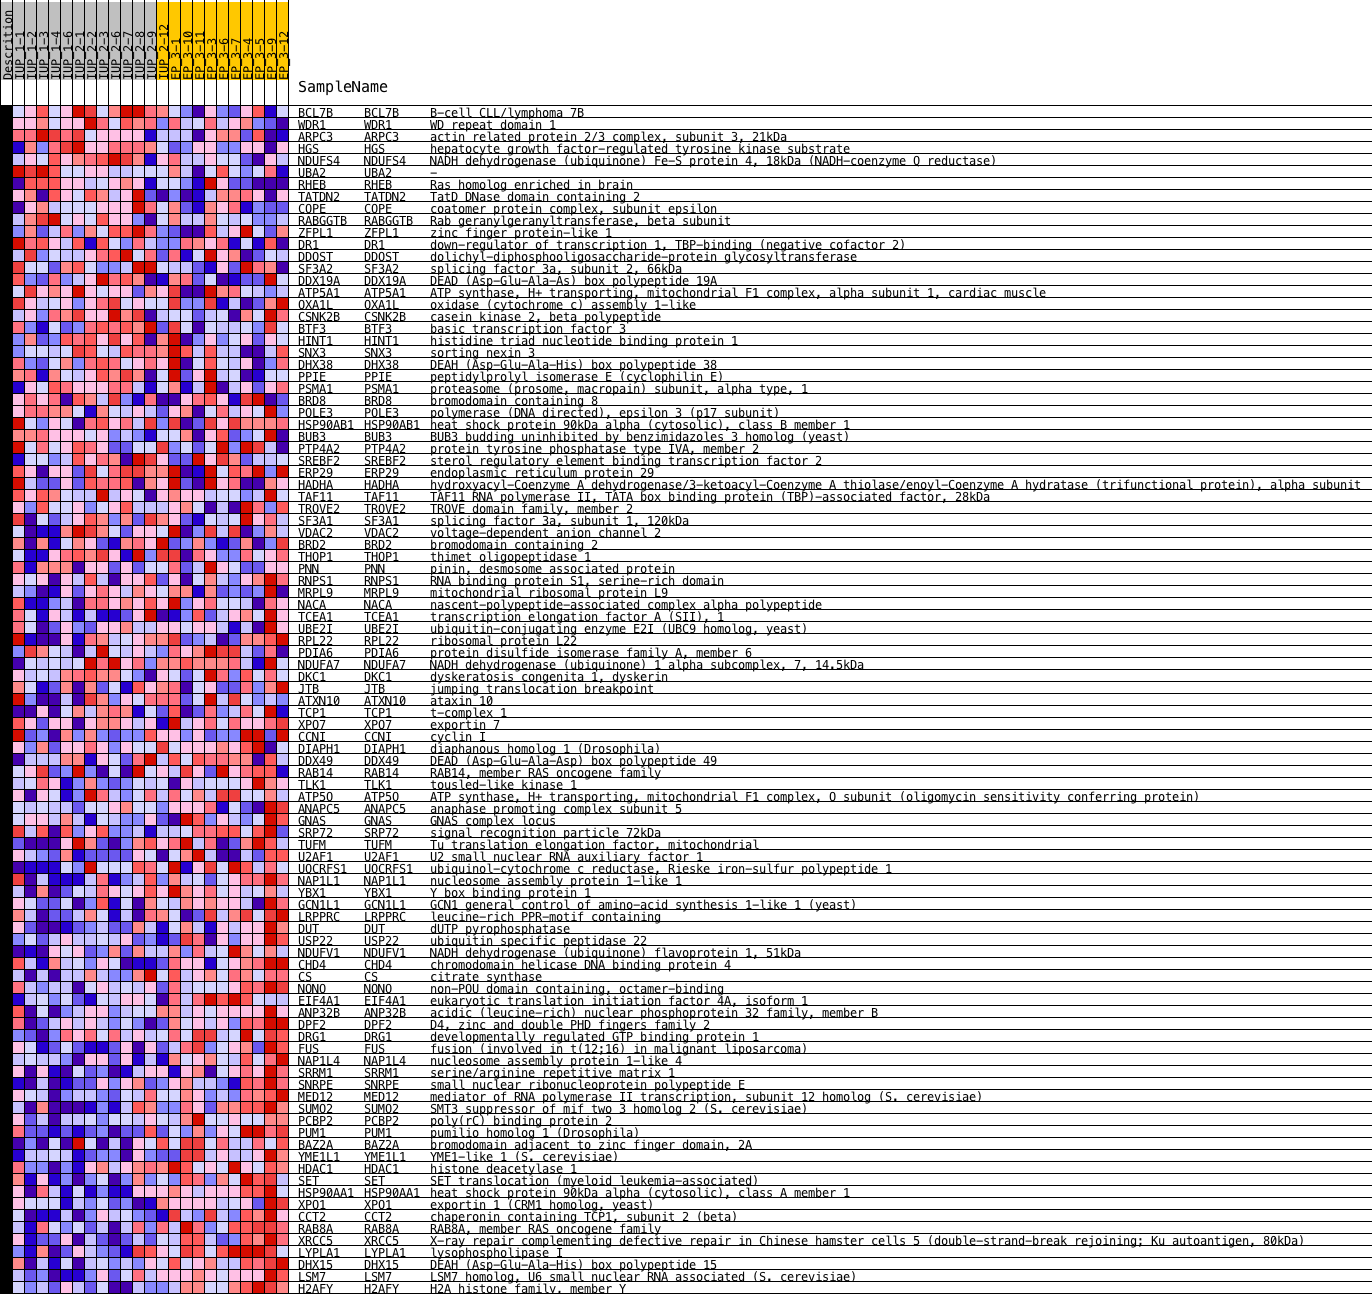 Descrition
IUP_1-1
IUP_1-2
IUP_1-3
IUP_1-4
IUP_1-6
IUP_2-1
IUP_2-2
IUP_2-3
IUP_2-6
IUP_2-7
IUP_2-8
IUP_2-9
IUP_2-12
EP_3-1
EP_3-10
EP_3-11
EP_3-3
EP_3-6
EP_3-7
EP_3-4
EP_3-5
EP_3-9
EP_3-12
SampleName
BCL7B BCL7B B-cell CLL/lymphoma 7B
WDR1 WDR1 WD repeat domain 1
ARPC3 ARPC3 actin related protein 2/3 complex, subunit 3, 21kDa
HGS HGS hepatocyte growth factor-regulated tyrosine kinase substrate
NDUFS4 NDUFS4 NADH dehydrogenase (ubiquinone) Fe-S protein 4, 18kDa (NADH-coenzyme Q reductase)
UBA2 UBA2 -
RHEB RHEB Ras homolog enriched in brain
TATDN2 TATDN2 TatD DNase domain containing 2
COPE COPE coatomer protein complex, subunit epsilon
RABGGTB RABGGTB Rab geranylgeranyltransferase, beta subunit
ZFPL1 ZFPL1 zinc finger protein-like 1
DR1 DR1 down-regulator of transcription 1, TBP-binding (negative cofactor 2)
DDOST DDOST dolichyl-diphosphooligosaccharide-protein glycosyltransferase
SF3A2 SF3A2 splicing factor 3a, subunit 2, 66kDa
DDX19A DDX19A DEAD (Asp-Glu-Ala-As) box polypeptide 19A
ATP5A1 ATP5A1 ATP synthase, H+ transporting, mitochondrial F1 complex, alpha subunit 1, cardiac muscle
OXA1L OXA1L oxidase (cytochrome c) assembly 1-like
CSNK2B CSNK2B casein kinase 2, beta polypeptide
BTF3 BTF3 basic transcription factor 3
HINT1 HINT1 histidine triad nucleotide binding protein 1
SNX3 SNX3 sorting nexin 3
DHX38 DHX38 DEAH (Asp-Glu-Ala-His) box polypeptide 38
PPIE PPIE peptidylprolyl isomerase E (cyclophilin E)
PSMA1 PSMA1 proteasome (prosome, macropain) subunit, alpha type, 1
BRD8 BRD8 bromodomain containing 8
POLE3 POLE3 polymerase (DNA directed), epsilon 3 (p17 subunit)
HSP90AB1 HSP90AB1 heat shock protein 90kDa alpha (cytosolic), class B member 1
BUB3 BUB3 BUB3 budding uninhibited by benzimidazoles 3 homolog (yeast)
PTP4A2 PTP4A2 protein tyrosine phosphatase type IVA, member 2
SREBF2 SREBF2 sterol regulatory element binding transcription factor 2
ERP29 ERP29 endoplasmic reticulum protein 29
HADHA HADHA hydroxyacyl-Coenzyme A dehydrogenase/3-ketoacyl-Coenzyme A thiolase/enoyl-Coenzyme A hydratase (trifunctional protein), alpha subunit
TAF11 TAF11 TAF11 RNA polymerase II, TATA box binding protein (TBP)-associated factor, 28kDa
TROVE2 TROVE2 TROVE domain family, member 2
SF3A1 SF3A1 splicing factor 3a, subunit 1, 120kDa
VDAC2 VDAC2 voltage-dependent anion channel 2
BRD2 BRD2 bromodomain containing 2
THOP1 THOP1 thimet oligopeptidase 1
PNN PNN pinin, desmosome associated protein
RNPS1 RNPS1 RNA binding protein S1, serine-rich domain
MRPL9 MRPL9 mitochondrial ribosomal protein L9
NACA NACA nascent-polypeptide-associated complex alpha polypeptide
TCEA1 TCEA1 transcription elongation factor A (SII), 1
UBE2I UBE2I ubiquitin-conjugating enzyme E2I (UBC9 homolog, yeast)
RPL22 RPL22 ribosomal protein L22
PDIA6 PDIA6 protein disulfide isomerase family A, member 6
NDUFA7 NDUFA7 NADH dehydrogenase (ubiquinone) 1 alpha subcomplex, 7, 14.5kDa
DKC1 DKC1 dyskeratosis congenita 1, dyskerin
JTB JTB jumping translocation breakpoint
ATXN10 ATXN10 ataxin 10
TCP1 TCP1 t-complex 1
XPO7 XPO7 exportin 7
CCNI CCNI cyclin I
DIAPH1 DIAPH1 diaphanous homolog 1 (Drosophila)
DDX49 DDX49 DEAD (Asp-Glu-Ala-Asp) box polypeptide 49
RAB14 RAB14 RAB14, member RAS oncogene family
TLK1 TLK1 tousled-like kinase 1
ATP5O ATP5O ATP synthase, H+ transporting, mitochondrial F1 complex, O subunit (oligomycin sensitivity conferring protein)
ANAPC5 ANAPC5 anaphase promoting complex subunit 5
GNAS GNAS GNAS complex locus
SRP72 SRP72 signal recognition particle 72kDa
TUFM TUFM Tu translation elongation factor, mitochondrial
U2AF1 U2AF1 U2 small nuclear RNA auxiliary factor 1
UQCRFS1 UQCRFS1 ubiquinol-cytochrome c reductase, Rieske iron-sulfur polypeptide 1
NAP1L1 NAP1L1 nucleosome assembly protein 1-like 1
YBX1 YBX1 Y box binding protein 1
GCN1L1 GCN1L1 GCN1 general control of amino-acid synthesis 1-like 1 (yeast)
LRPPRC LRPPRC leucine-rich PPR-motif containing
DUT DUT dUTP pyrophosphatase
USP22 USP22 ubiquitin specific peptidase 22
NDUFV1 NDUFV1 NADH dehydrogenase (ubiquinone) flavoprotein 1, 51kDa
CHD4 CHD4 chromodomain helicase DNA binding protein 4
CS CS citrate synthase
NONO NONO non-POU domain containing, octamer-binding
EIF4A1 EIF4A1 eukaryotic translation initiation factor 4A, isoform 1
ANP32B ANP32B acidic (leucine-rich) nuclear phosphoprotein 32 family, member B
DPF2 DPF2 D4, zinc and double PHD fingers family 2
DRG1 DRG1 developmentally regulated GTP binding protein 1
FUS FUS fusion (involved in t(12;16) in malignant liposarcoma)
NAP1L4 NAP1L4 nucleosome assembly protein 1-like 4
SRRM1 SRRM1 serine/arginine repetitive matrix 1
SNRPE SNRPE small nuclear ribonucleoprotein polypeptide E
MED12 MED12 mediator of RNA polymerase II transcription, subunit 12 homolog (S. cerevisiae)
SUMO2 SUMO2 SMT3 suppressor of mif two 3 homolog 2 (S. cerevisiae)
PCBP2 PCBP2 poly(rC) binding protein 2
PUM1 PUM1 pumilio homolog 1 (Drosophila)
BAZ2A BAZ2A bromodomain adjacent to zinc finger domain, 2A
YME1L1 YME1L1 YME1-like 1 (S. cerevisiae)
HDAC1 HDAC1 histone deacetylase 1
SET SET SET translocation (myeloid leukemia-associated)
HSP90AA1 HSP90AA1 heat shock protein 90kDa alpha (cytosolic), class A member 1
XPO1 XPO1 exportin 1 (CRM1 homolog, yeast)
CCT2 CCT2 chaperonin containing TCP1, subunit 2 (beta)
RAB8A RAB8A RAB8A, member RAS oncogene family
XRCC5 XRCC5 X-ray repair complementing defective repair in Chinese hamster cells 5 (double-strand-break rejoining; Ku autoantigen, 80kDa)
LYPLA1 LYPLA1 lysophospholipase I
DHX15 DHX15 DEAH (Asp-Glu-Ala-His) box polypeptide 15
LSM7 LSM7 LSM7 homolog, U6 small nuclear RNA associated (S. cerevisiae)
H2AFY H2AFY H2A histone family, member Y